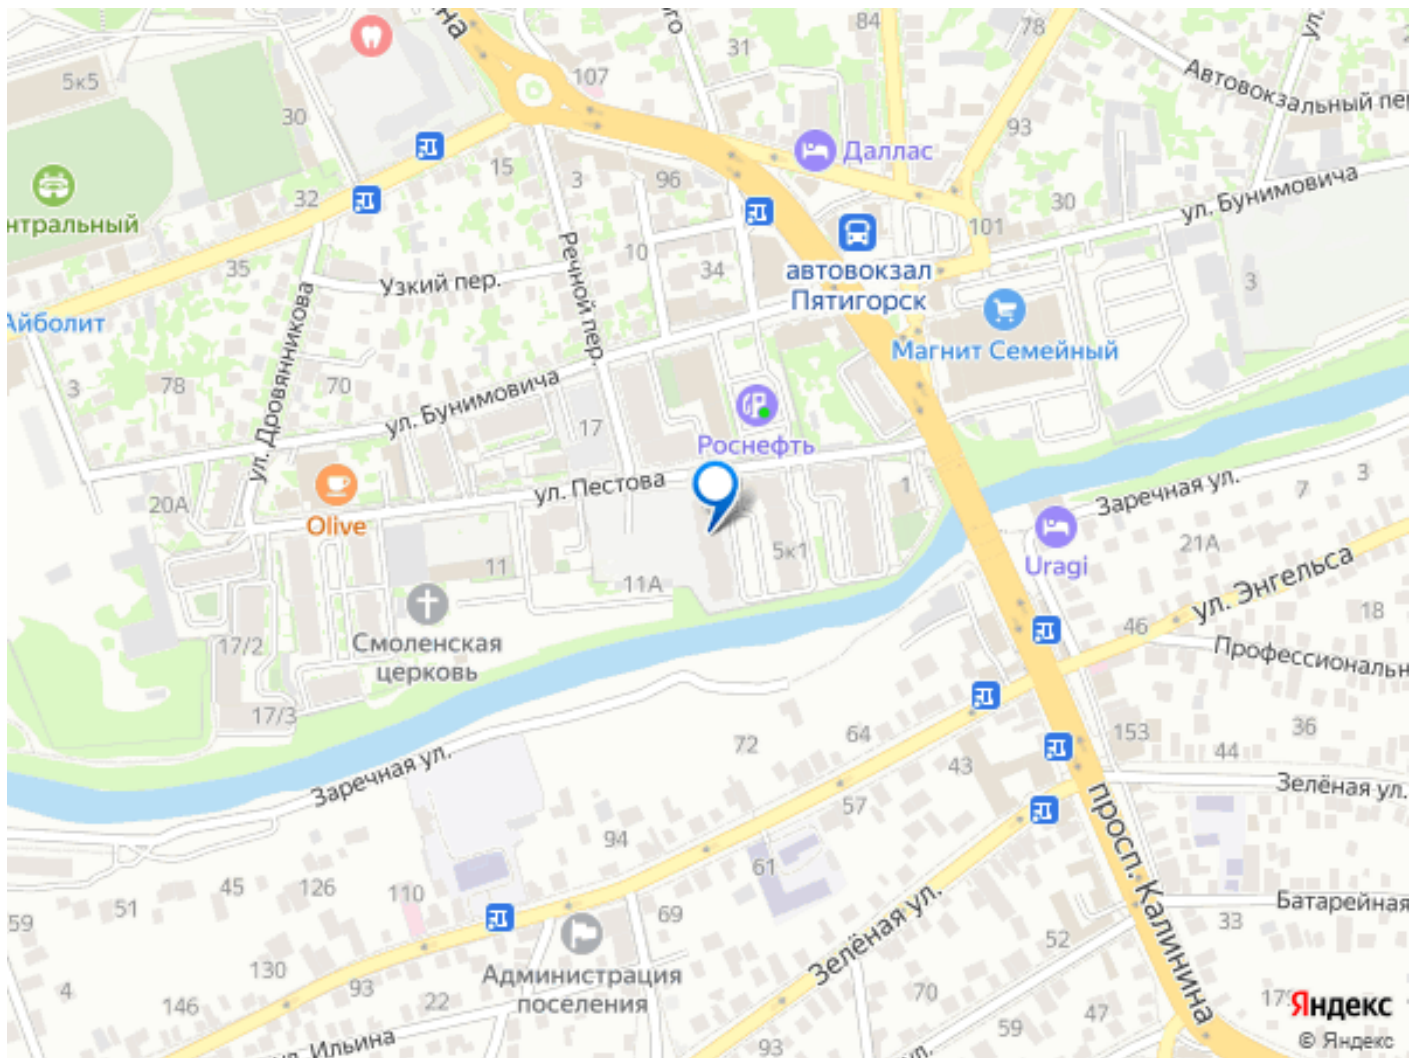 5к5
30
107
31
78
ул.
Автовокзальный пер
93
15
3
96
Даллас
32
нтральный
10
34
автовокзал
Пятигорск
101
30
ул. Бунимовича
3
35
Узкий пер.
Речной пер.
Айболит
ул. Дровянникова
Магнит Семейный
3
78
70
ул. Бунимовича
17
Роснефть
20А
Olive
ул. Пестова
1
5к1
11
11А
Смоленская
церковь
17/2
17/3
Uragi
Заречная ул.
7
3
21А
ул. Энгельса
46
18
Профессиональн
153
36
44
Зелёная ул.
72
64
43
57
Заречная ул.
94
61
просп. Калинина
59
51
45
126
110
69
Зелёная ул.
52
33
Батарейная
Администрация
поселения
130
93
22
146
4
70
59
47
93
ул.
ул. Ильина
Яндекс
© Яндекс